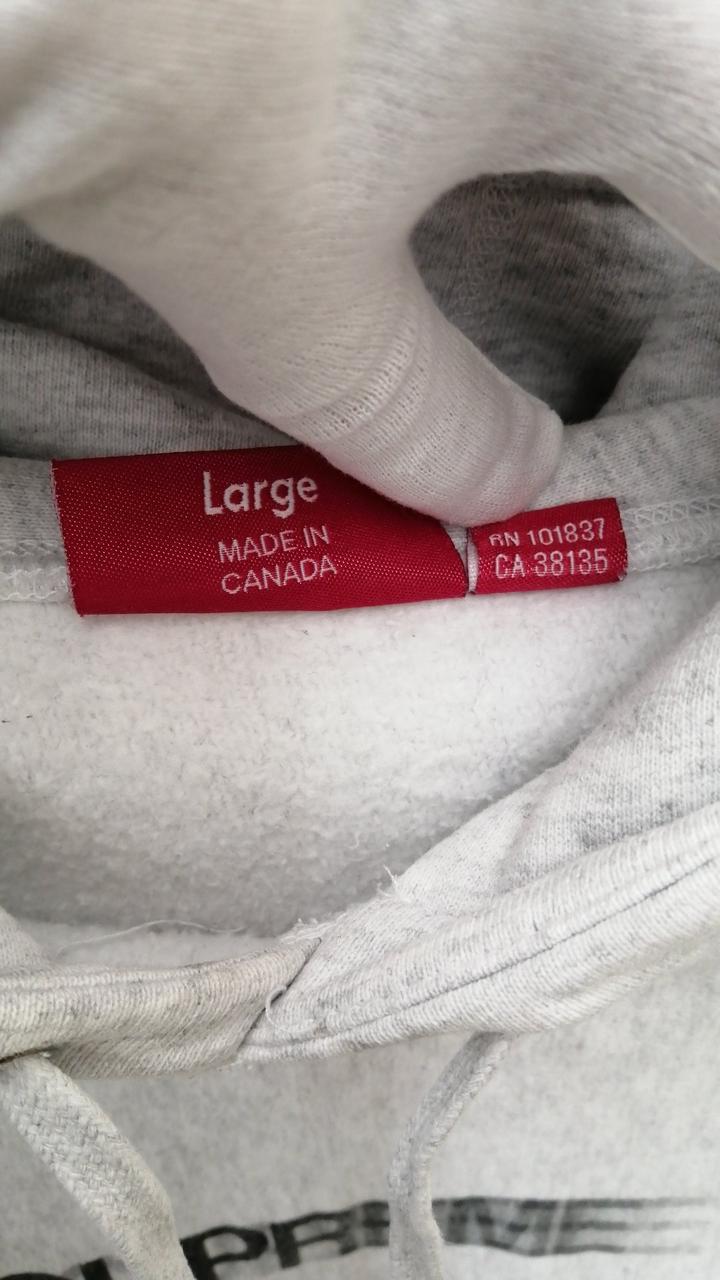 Large
MADE IN
CANADA
RN 101837
CA 38135